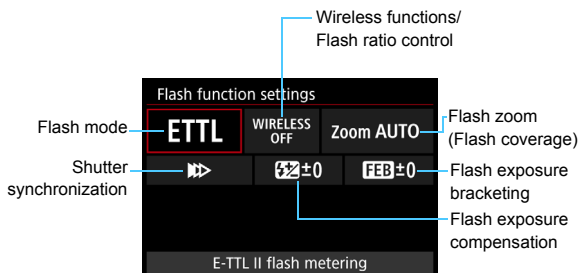 Wireless functions/
Flash ratio control
Flash function settings
Flash mode
ETTL
WIRELESS
OFF
Zoom AUTO
Flash zoom
(Flash coverage)
Shutter
synchronization
±0
FEB±0
Flash exposure
bracketing
Flash exposure
compensation
E-TTL II flash metering